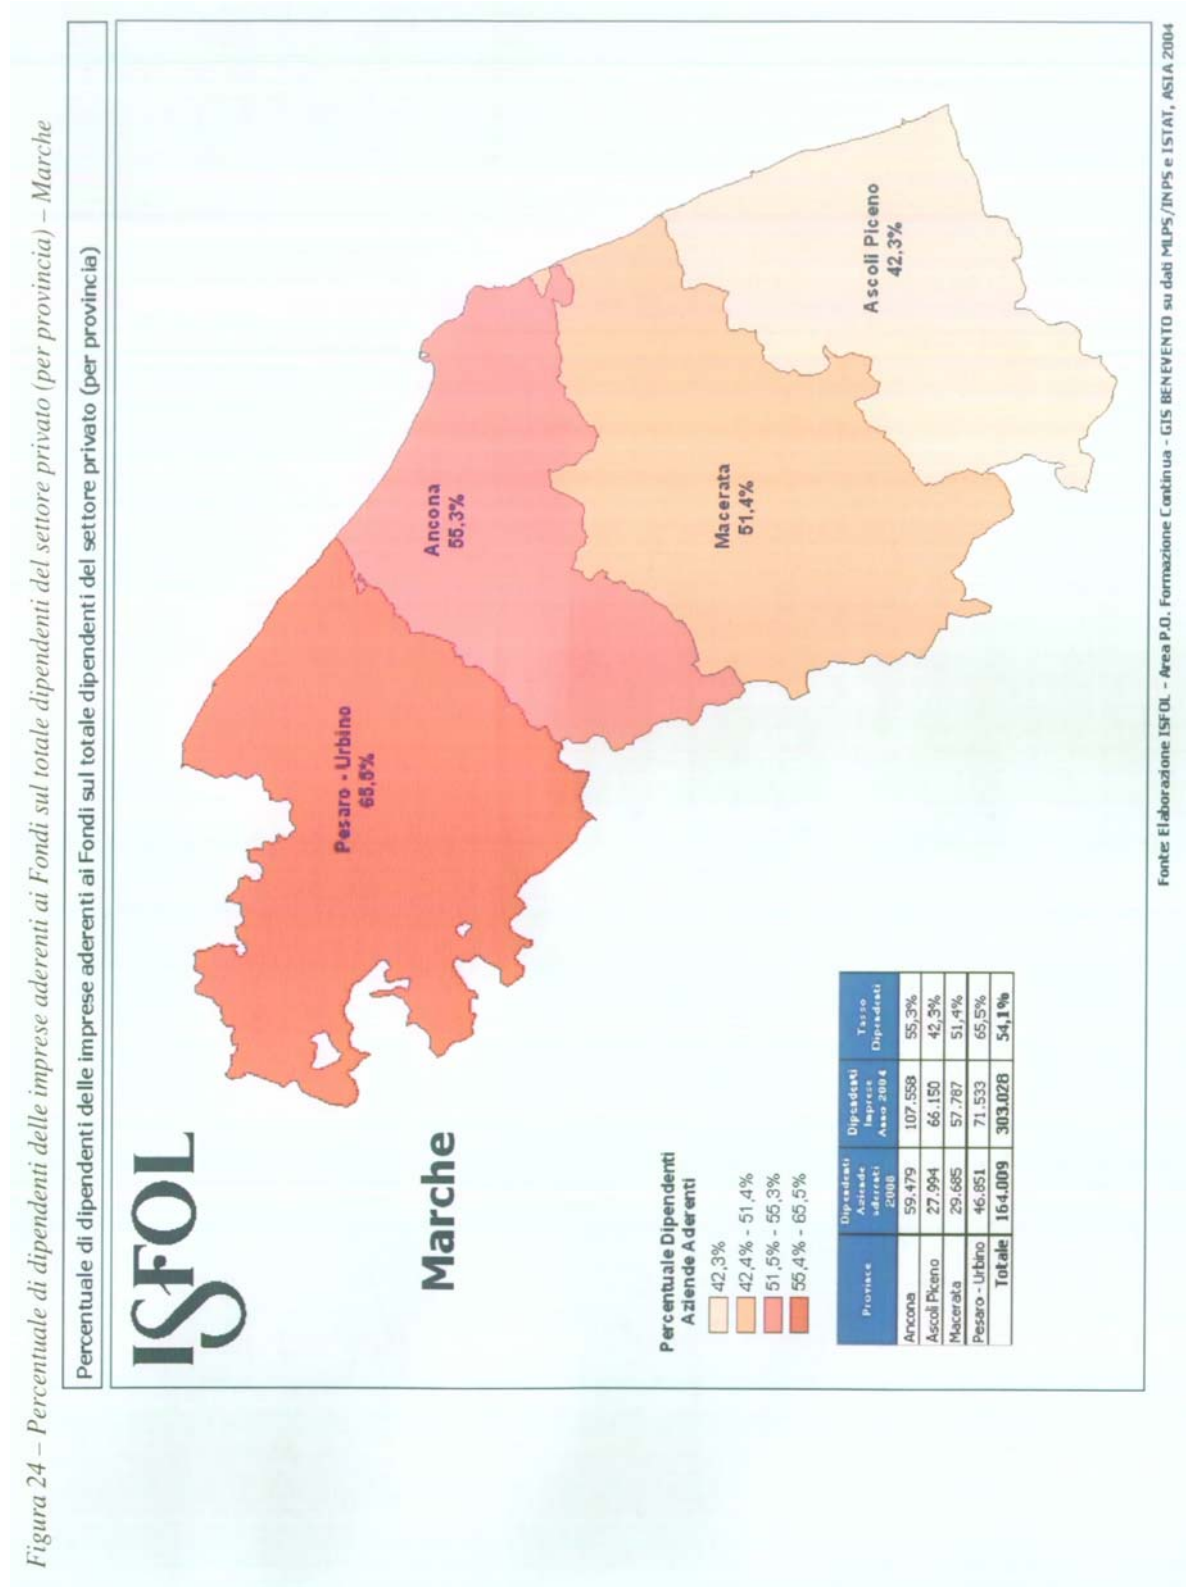 Figura 24 – Percentuale di dipendenti delle imprese aderenti ai Fondi sul totale dipendenti del settore privato (per provincia) – Marche
Percentuale di dipendenti delle imprese aderenti ai Fondi sul totale dipendenti del settore privato (per provincia)
ISFOL
Marche
Pesaro - Urbino
65,5%
Ancona
55,3%
Macerata
51,4%
Ascoli Piceno
42,3%
Percentuale Dipendenti
Aziende Aderenti
42,3%
42,4% - 51,4%
51,5% - 55,3%
55,4% - 65,5%
Province Dipendenti Aziende aderenti 2008 Dipendenti Imprese Anno 2004 Tasso Dipendenti
Ancona 59.479 107.558 55,3%
Ascoli Piceno 27.994 66.150 42,3%
Macerata 29.685 57.787 51,4%
Pesaro - Urbino 46.851 71.533 65,5%
Totale 164.009 303.028 54,1%
Fonte: Elaborazione ISFOL - Area P.O. Formazione Continua - GIS BENEVENTO su dati MLPS/INPS e ISTAT, ASIA 2004